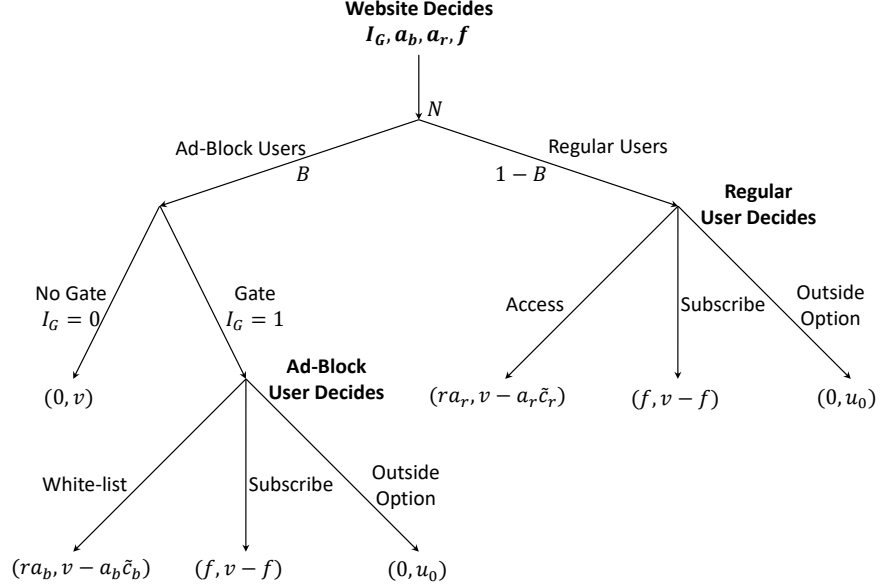 Website Decides
I_G, a_b, a_r, f
N
Ad-Block Users
Regular Users
B
1 − B
Regular
User Decides
No Gate
I_G = 0
Gate
I_G = 1
Access
Subscribe
Outside
Option
Ad-Block
User Decides
(0, v)
(ra_r, v − a_r c̃_r)
(f, v − f)
(0, u_0)
White-list
Subscribe
Outside
Option
(ra_b, v − a_b c̃_b)
(f, v − f)
(0, u_0)